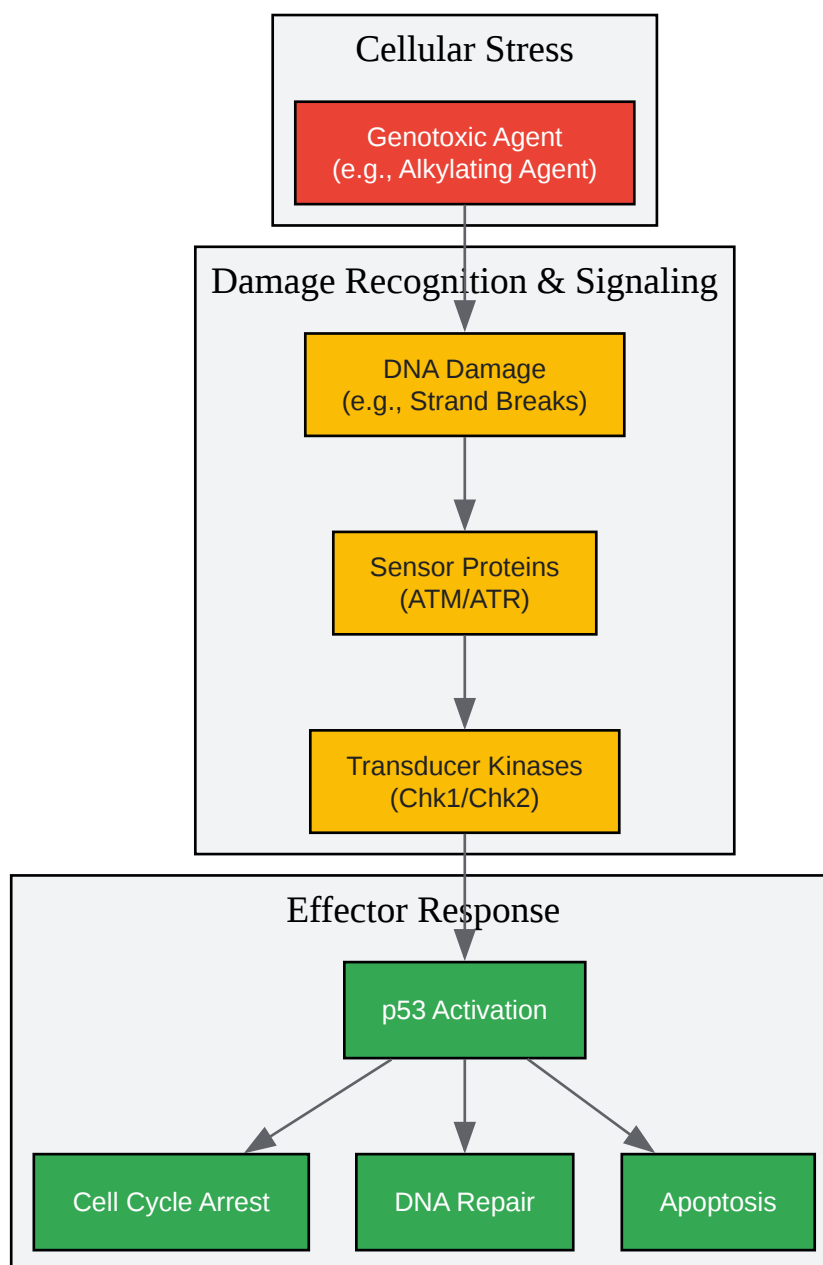 Cellular Stress
Genotoxic Agent
(e.g., Alkylating Agent)
Damage Recognition & Signaling
DNA Damage
(e.g., Strand Breaks)
Sensor Proteins
(ATM/ATR)
Transducer Kinases
(Chk1/Chk2)
Effector Response
p53 Activation
Cell Cycle Arrest
DNA Repair
Apoptosis